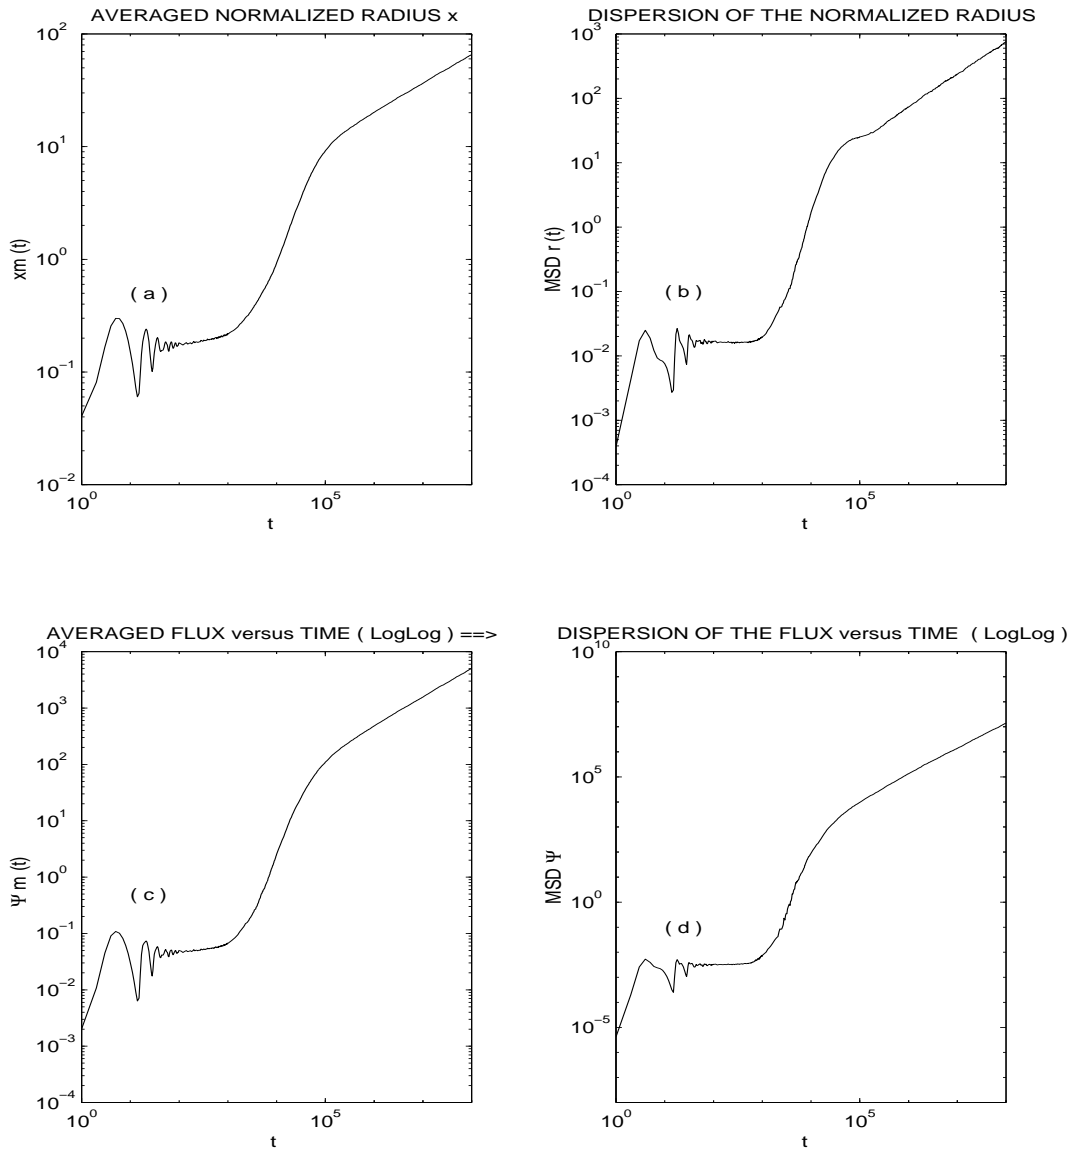 AVERAGED NORMALIZED RADIUS x
10^2
10^1
10^0
10^−1
10^−2
xm (t)
( a )
10^0
10^5
t
DISPERSION OF THE NORMALIZED RADIUS
10^3
10^2
10^1
10^0
10^−1
10^−2
10^−3
10^−4
MSD r (t)
( b )
10^0
10^5
t
AVERAGED FLUX versus TIME ( LogLog ) ==>
10^4
10^3
10^2
10^1
10^0
10^−1
10^−2
10^−3
10^−4
Ψ m (t)
( c )
10^0
10^5
t
DISPERSION OF THE FLUX versus TIME ( LogLog )
10^10
10^5
10^0
10^−5
MSD Ψ
( d )
10^0
10^5
t